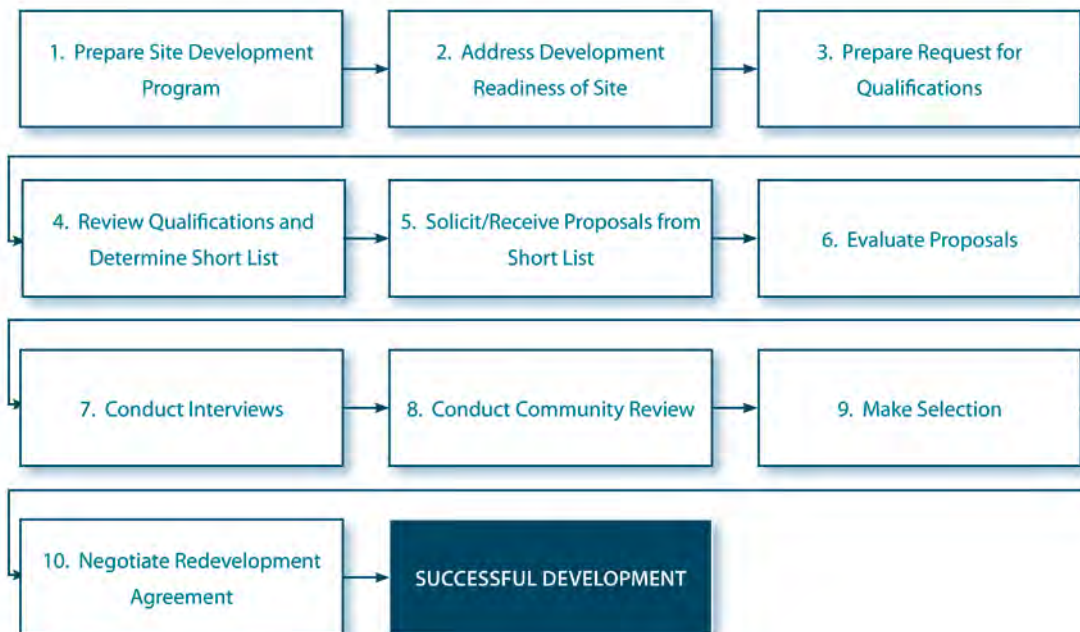 1. Prepare Site Development
Program
2. Address Development
Readiness of Site
3. Prepare Request for
Qualifications
4. Review Qualifications and
Determine Short List
5. Solicit/Receive Proposals from
Short List
6. Evaluate Proposals
7. Conduct Interviews
8. Conduct Community Review
9. Make Selection
10. Negotiate Redevelopment
Agreement
SUCCESSFUL DEVELOPMENT